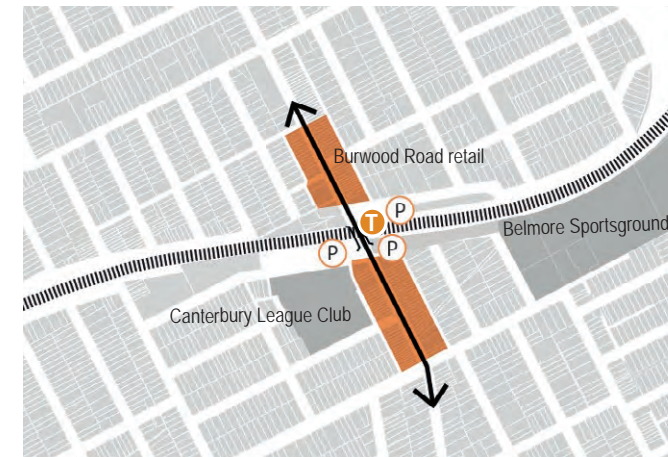 Burwood Road retail
T
P
Belmore Sportsground
P
P
Canterbury League Club